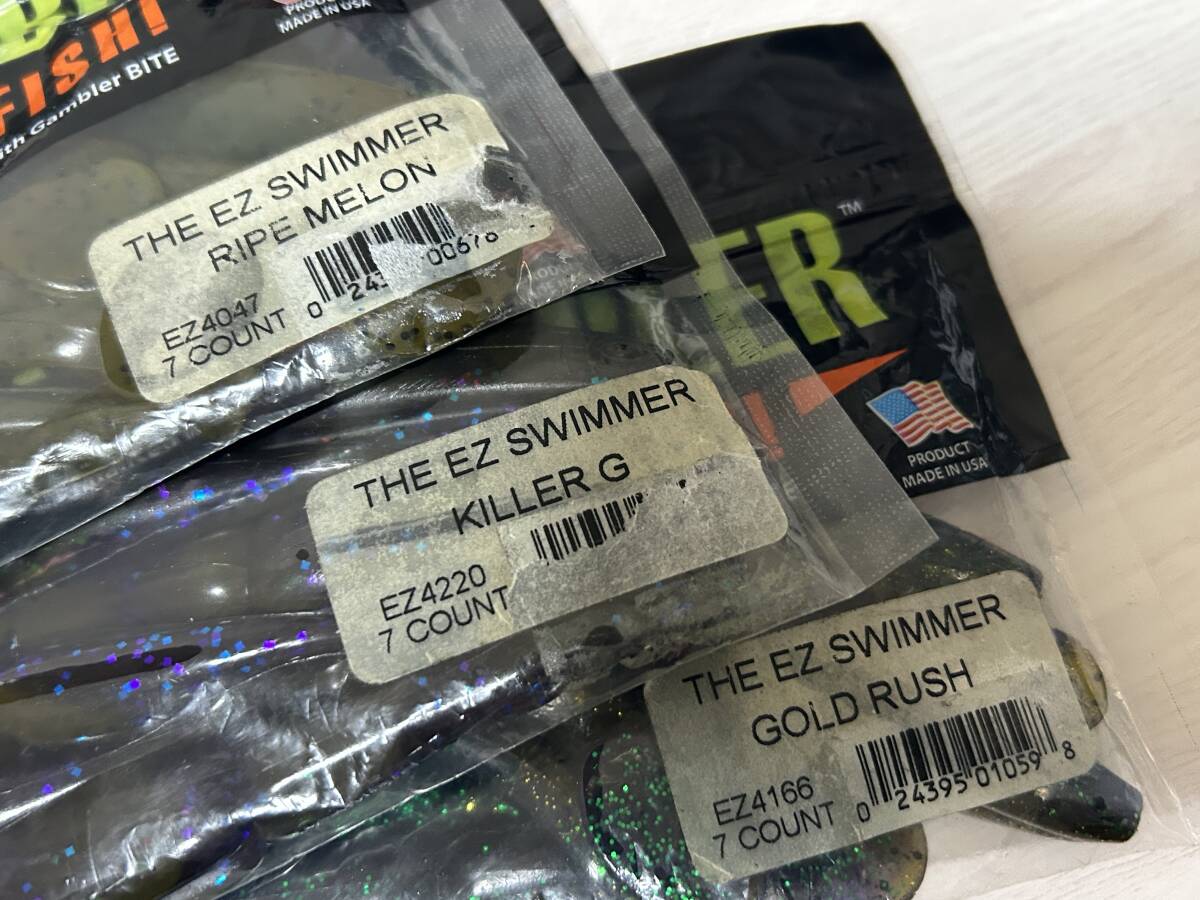 FISH!
with Gambler BITE
MADE IN USA
THE EZ SWIMMER
RIPE MELON
EZ4047
7 COUNT
THE EZ SWIMMER
KILLER G
EZ4220
7 COUNT
ER™
PRODUCT
MADE IN USA
THE EZ SWIMMER
GOLD RUSH
EZ4166
7 COUNT
0 24395 01059 8